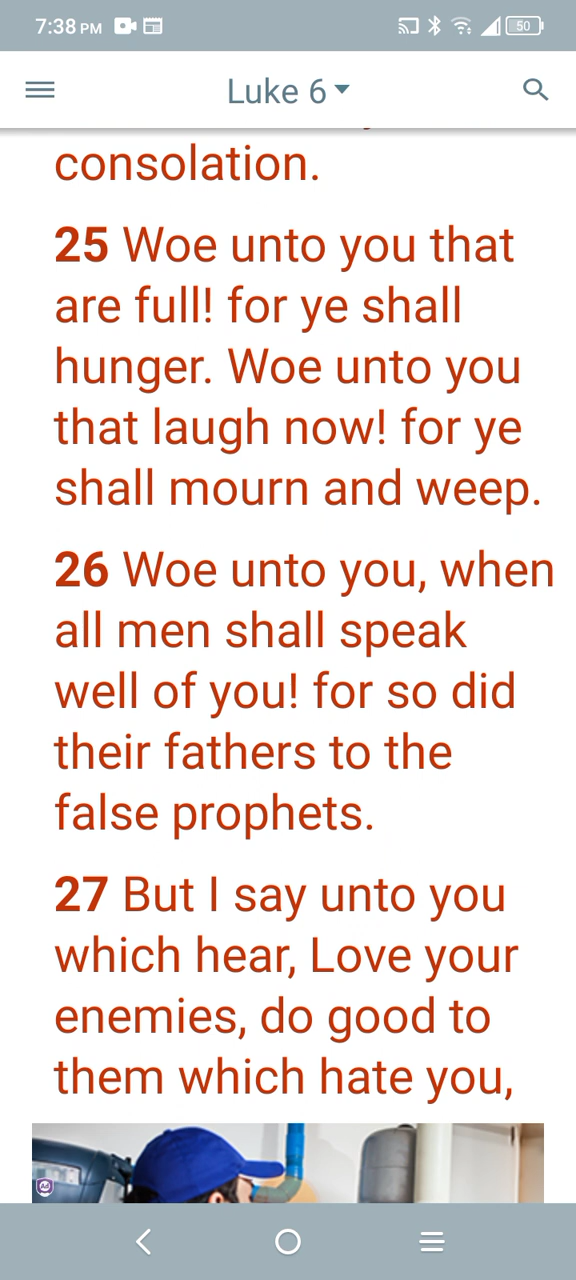 7:38 PM
50
Luke 6
consolation.
25 Woe unto you that
are full! for ye shall
hunger. Woe unto you
that laugh now! for ye
shall mourn and weep.
26 Woe unto you, when
all men shall speak
well of you! for so did
their fathers to the
false prophets.
27 But I say unto you
which hear, Love your
enemies, do good to
them which hate you,
Ad